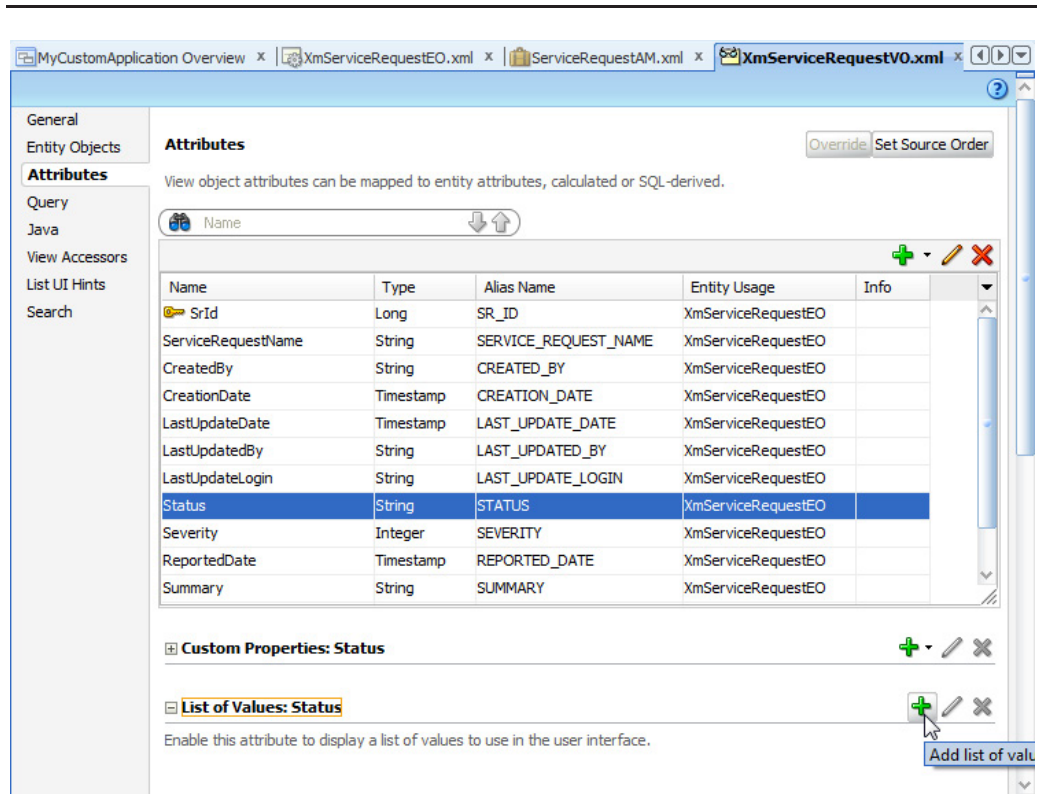 MyCustomApplication Overview x XmServiceRequestEO.xml x ServiceRequestAM.xml x XmServiceRequestVO.xml x
General
Entity Objects
Attributes
Query
Java
View Accessors
List UI Hints
Search
Attributes Override Set Source Order
View object attributes can be mapped to entity attributes, calculated or SQL-derived.
Name
Name Type Alias Name Entity Usage Info
SrId Long SR_ID XmServiceRequestEO
ServiceRequestName String SERVICE_REQUEST_NAME XmServiceRequestEO
CreatedBy String CREATED_BY XmServiceRequestEO
CreationDate Timestamp CREATION_DATE XmServiceRequestEO
LastUpdateDate Timestamp LAST_UPDATE_DATE XmServiceRequestEO
LastUpdatedBy String LAST_UPDATED_BY XmServiceRequestEO
LastUpdateLogin String LAST_UPDATE_LOGIN XmServiceRequestEO
Status String STATUS XmServiceRequestEO
Severity Integer SEVERITY XmServiceRequestEO
ReportedDate Timestamp REPORTED_DATE XmServiceRequestEO
Summary String SUMMARY XmServiceRequestEO
Custom Properties: Status
List of Values: Status
Enable this attribute to display a list of values to use in the user interface.
Add list of valu